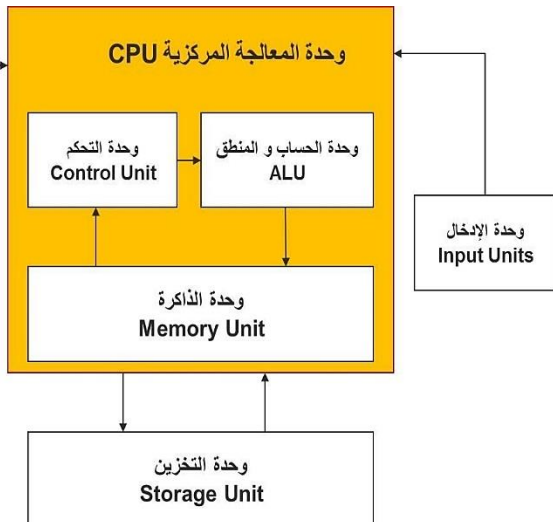 وحدة المعالجة المركزية CPU
وحدة التحكم
Control Unit
وحدة الحساب و المنطق
ALU
وحدة الإدخال
Input Units
وحدة الذاكرة
Memory Unit
وحدة التخزين
Storage Unit